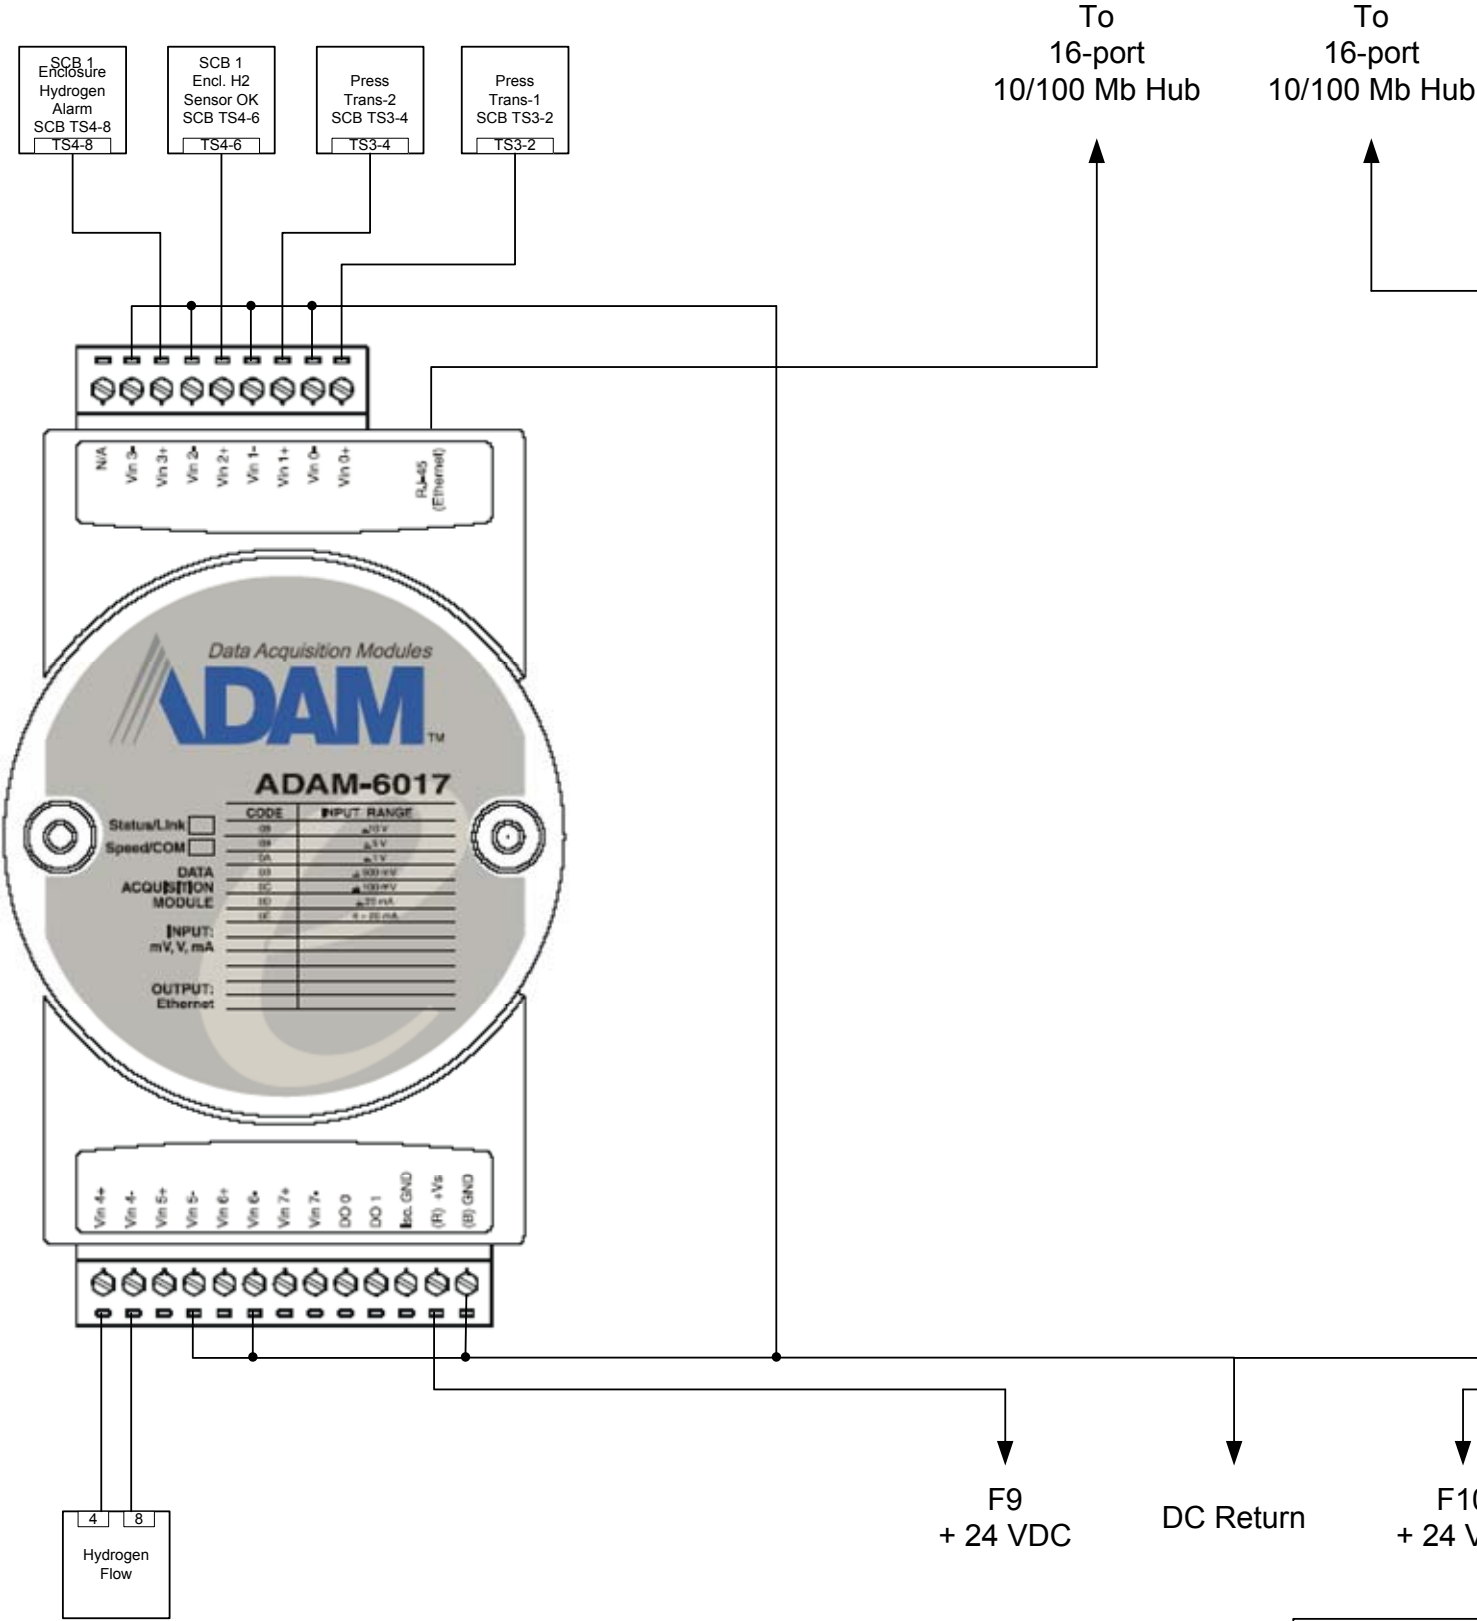 To
16-port
10/100 Mb Hub
To
16-port
10/100 Mb Hub
SCB 1
Enclosure
Hydrogen
Alarm
SCB TS4-8
TS4-8
SCB 1
Encl. H2
Sensor OK
SCB TS4-6
TS4-6
Press
Trans-2
SCB TS3-4
TS3-4
Press
Trans-1
SCB TS3-2
TS3-2
N/A
Vin 3-
Vin 3+
Vin 2-
Vin 2+
Vin 1-
Vin 1+
Vin 0-
Vin 0+
RJ-45
(Ethernet)
Data Acquisition Modules
ADAM
TM
ADAM-6017
Status/Link
Speed/COM
DATA
ACQUISITION
MODULE
INPUT:
mV, V, mA
OUTPUT:
Ethernet
CODE INPUT RANGE
Vin 4+
Vin 4-
Vin 5+
Vin 5-
Vin 6+
Vin 6-
Vin 7+
Vin 7-
DO 0
DO 1
Iso. GND
(R) +Vs
(B) GND
4 8
Hydrogen
Flow
F9
+ 24 VDC
DC Return
F10
+ 24 V